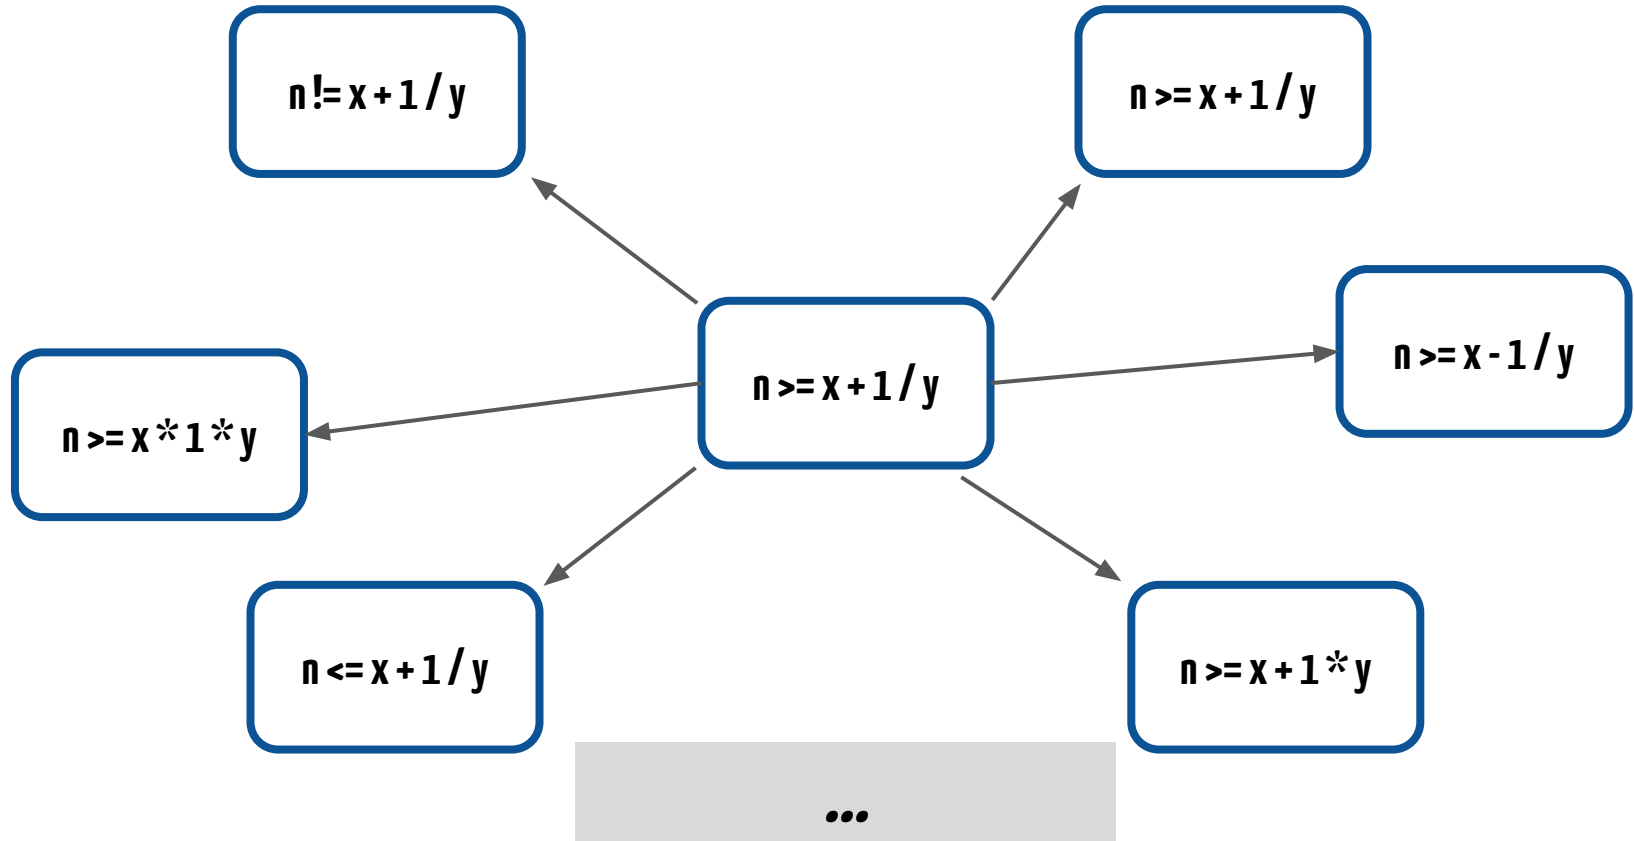 n != x + 1 / y
n >= x + 1 / y
n >= x - 1 / y
n >= x + 1 / y
n >= x * 1 * y
n <= x + 1 / y
n >= x + 1 * y
...